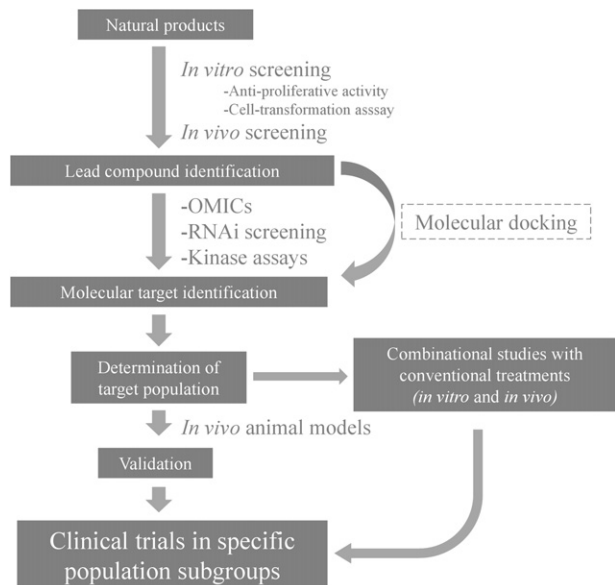 Natural products
In vitro screening
-Anti-proliferative activity
-Cell-transformation asssay
In vivo screening
Lead compound identification
-OMICs
-RNAi screening
-Kinase assays
Molecular docking
Molecular target identification
Determination of
target population
Combinational studies with
conventional treatments
(in vitro and in vivo)
In vivo animal models
Validation
Clinical trials in specific
population subgroups